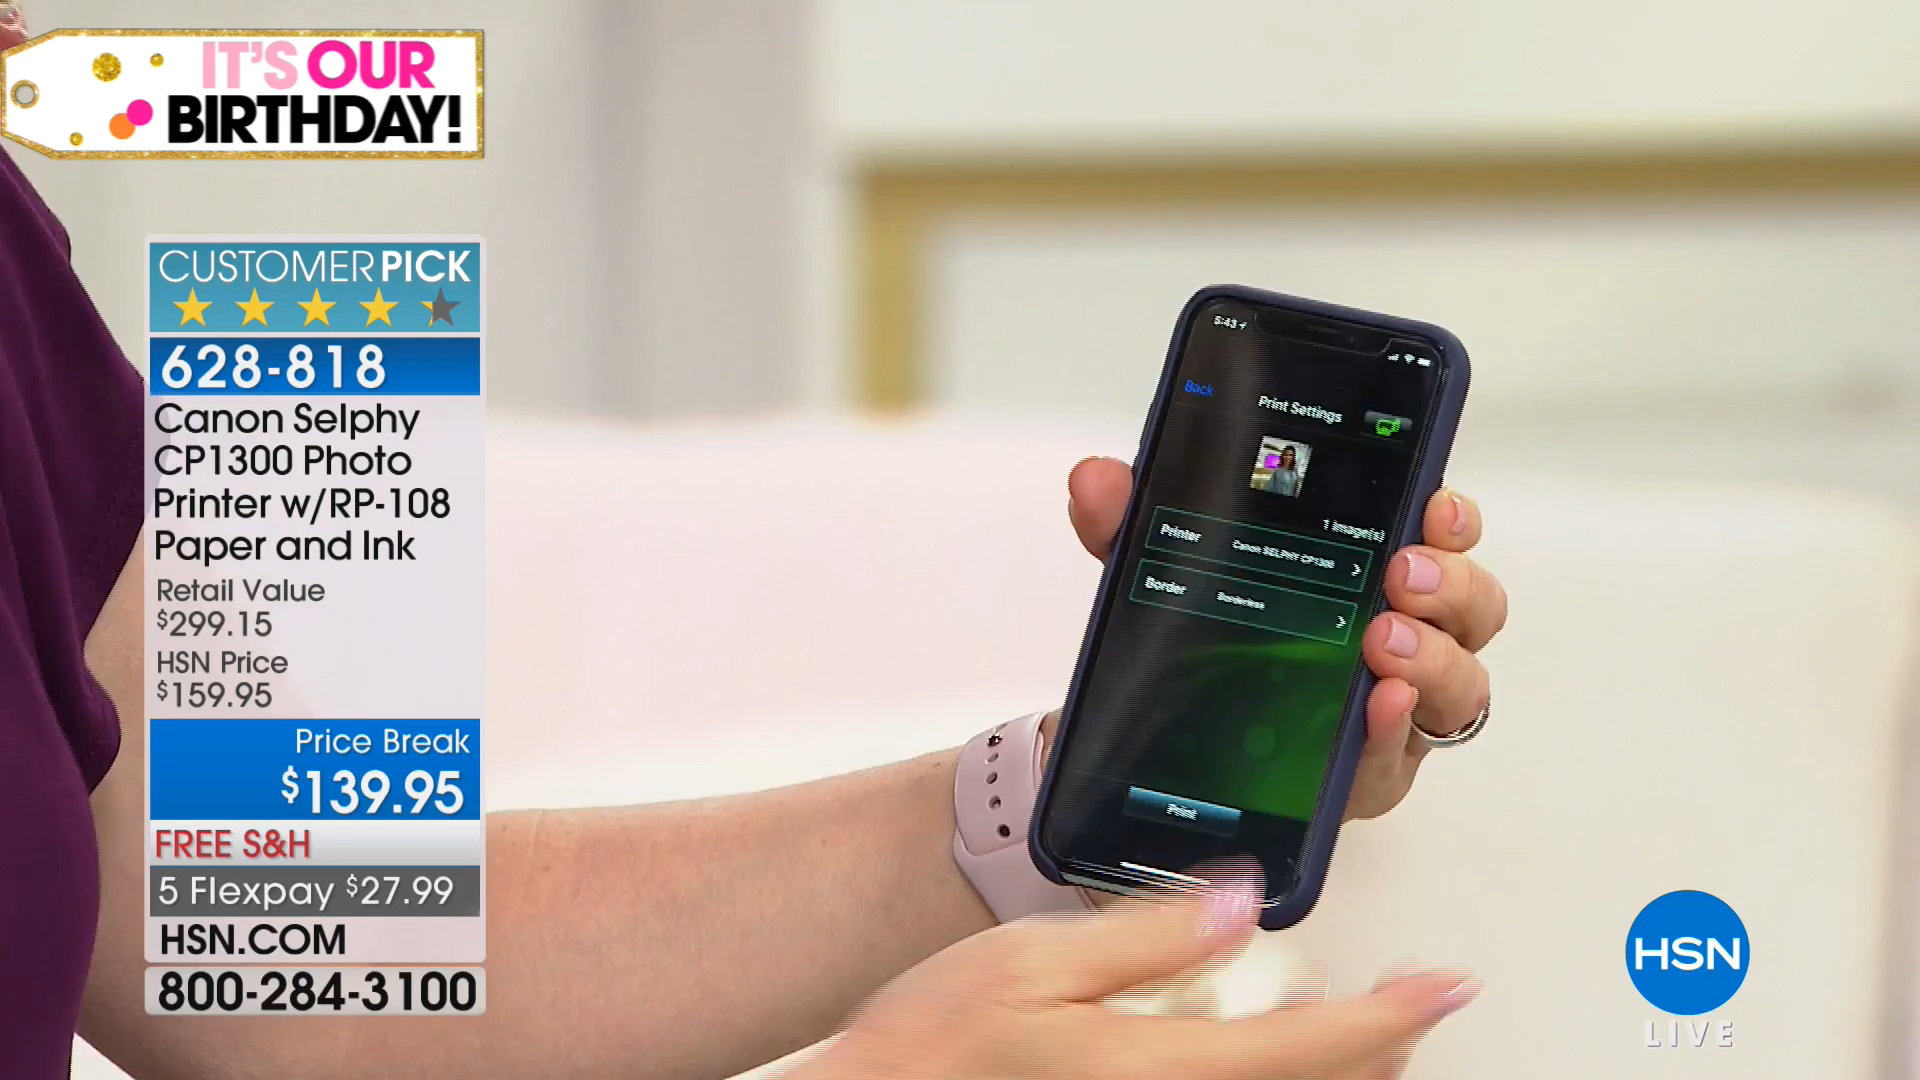 IT'S OUR
BIRTHDAY!
CUSTOMER PICK
628-818
Canon Selphy
CP1300 Photo
Printer w/RP-108
Paper and Ink
Retail Value
$299.15
HSN Price
$159.95
Price Break
$139.95
FREE S&H
5 Flexpay $27.99
HSN.COM
800-284-3100
5:43
Back
Print Settings
1 image(s)
Printer Canon SELPHY CP1300
Border Borderless
Print
HSN
LIVE